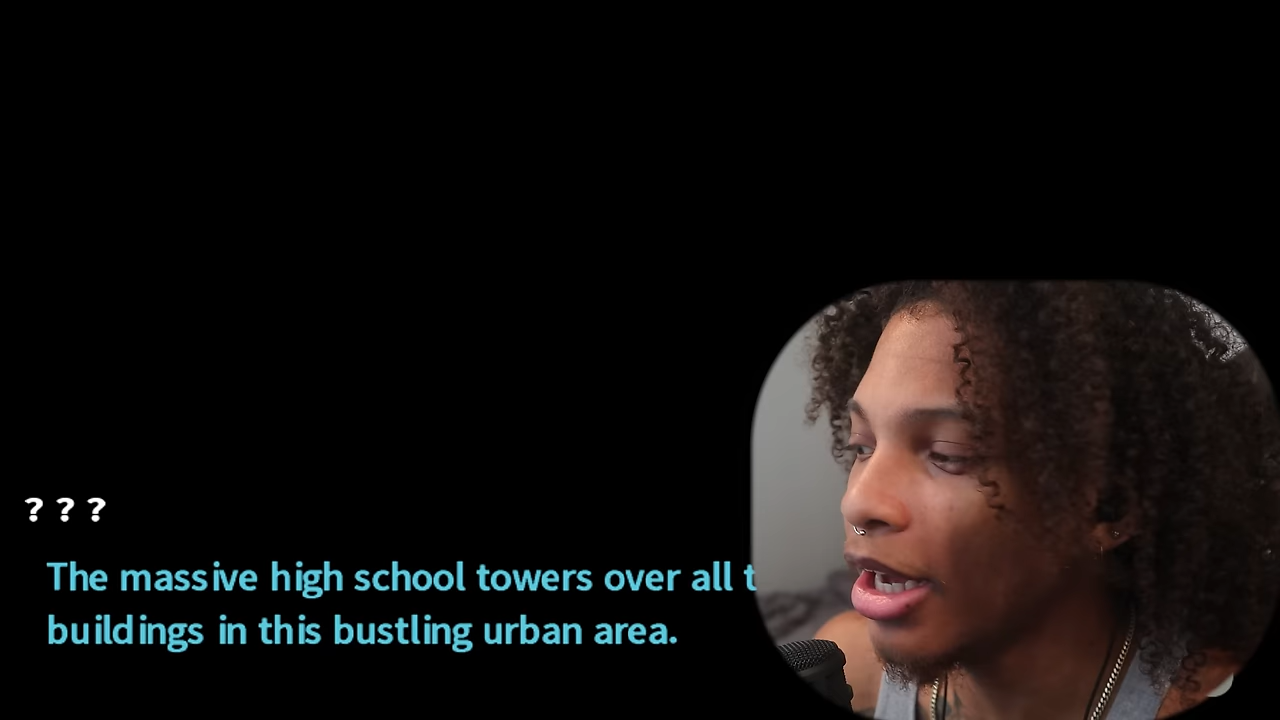 ? ? ?
The massive high school towers over all t
buildings in this bustling urban area.